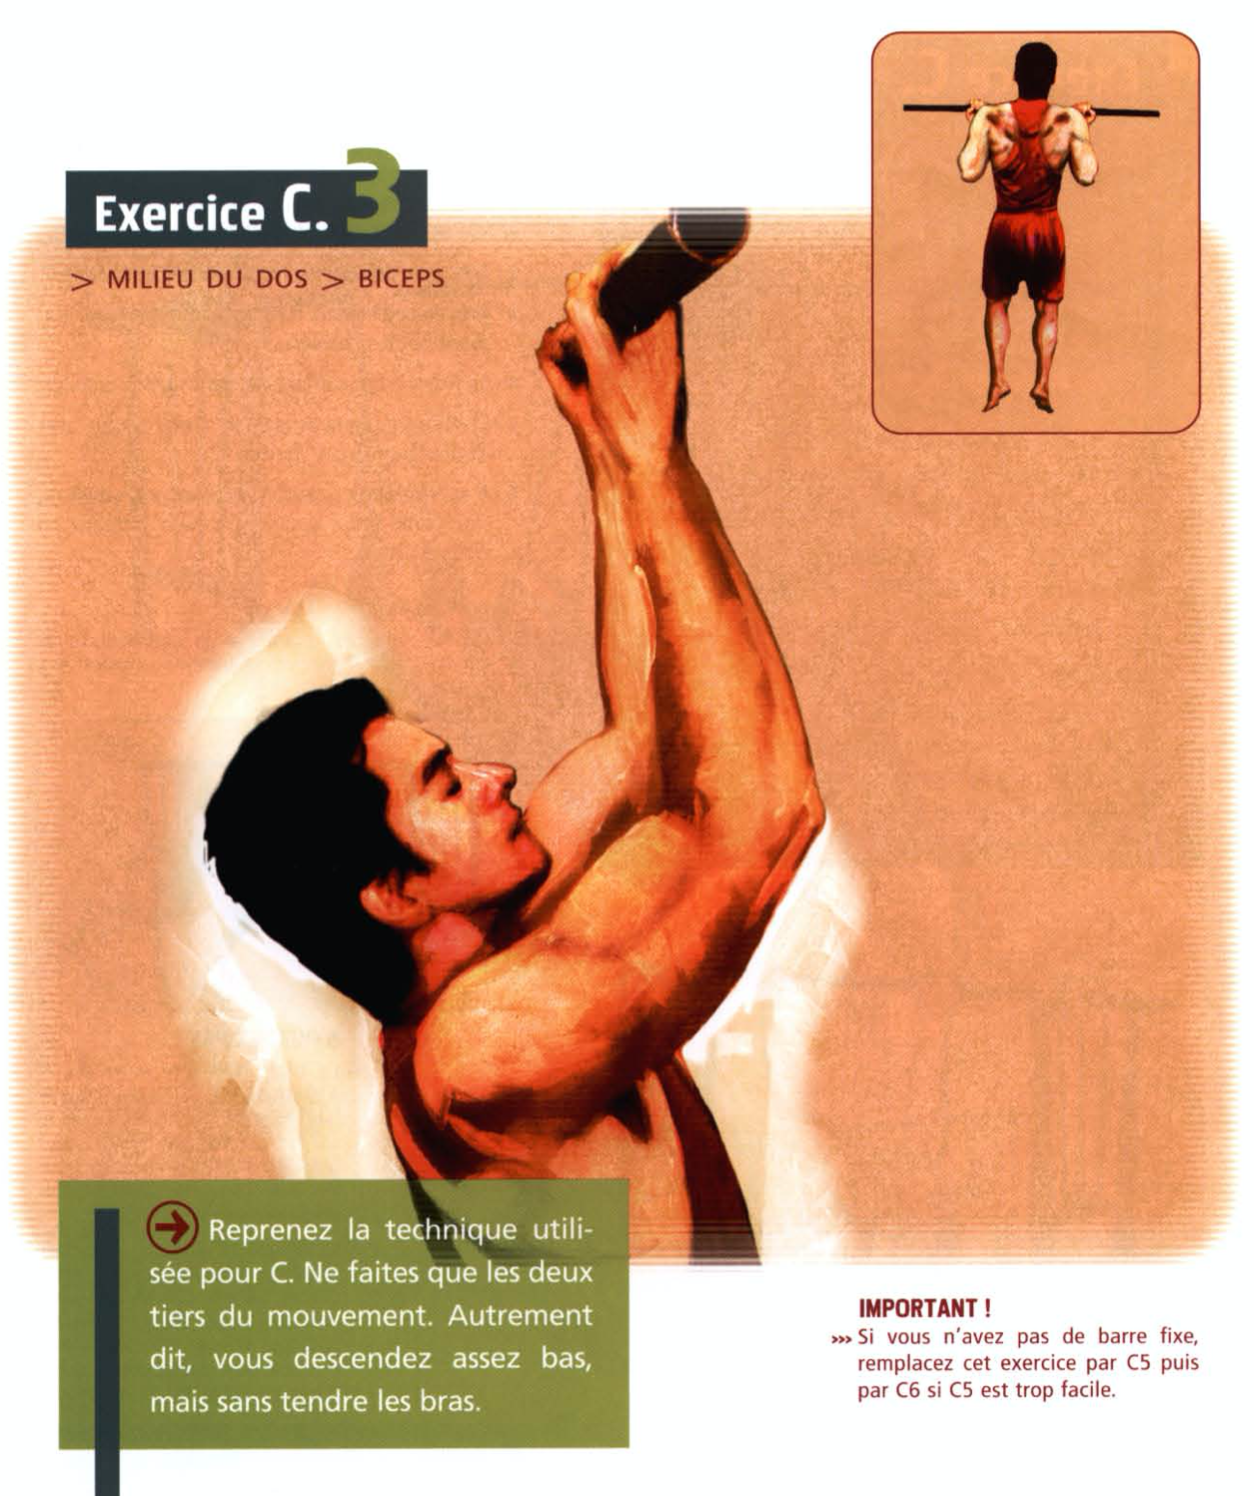 Exercice C. 3
> MILIEU DU DOS > BICEPS
Reprenez la technique utili-
sée pour C. Ne faites que les deux
tiers du mouvement. Autrement
dit, vous descendez assez bas,
mais sans tendre les bras.
IMPORTANT !
»» Si vous n'avez pas de barre fixe,
remplacez cet exercice par C5 puis
par C6 si C5 est trop facile.